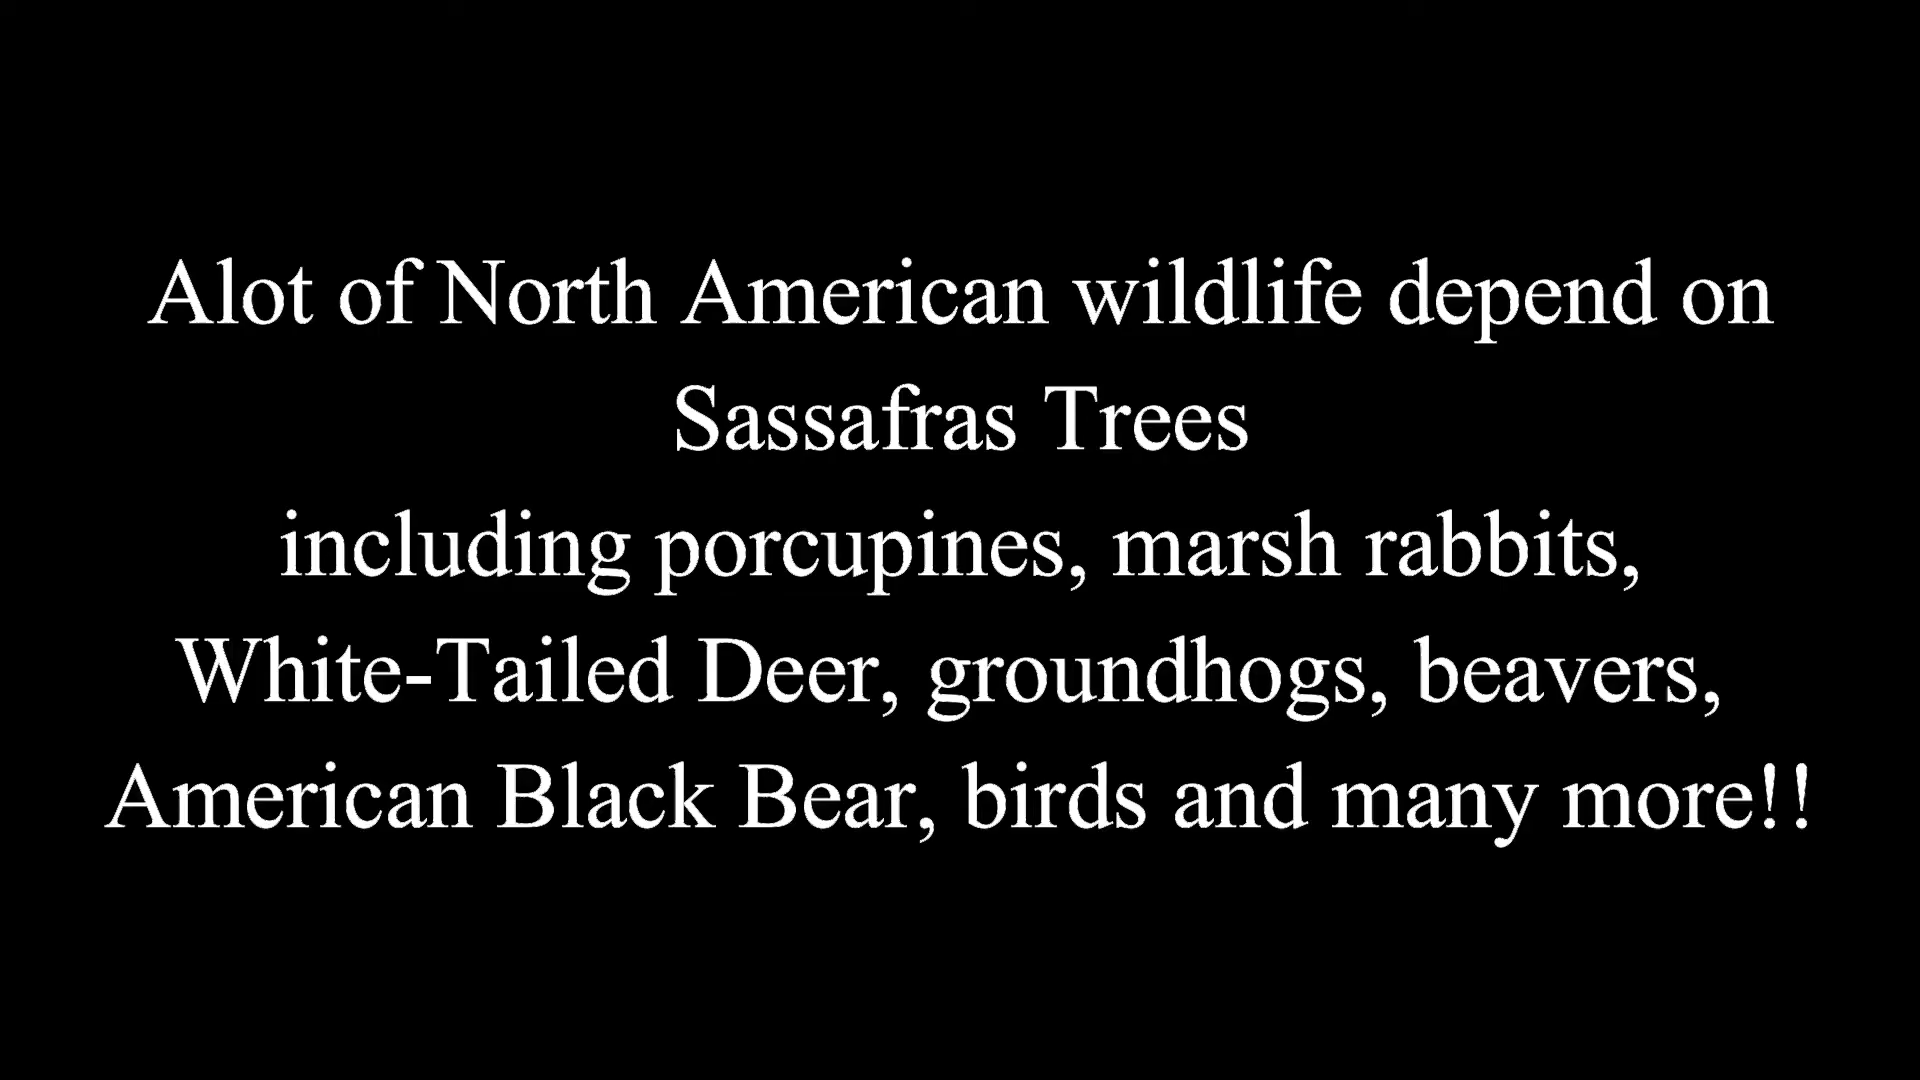 Alot of North American wildlife depend on
Sassafras Trees
including porcupines, marsh rabbits,
White-Tailed Deer, groundhogs, beavers,
American Black Bear, birds and many more!!